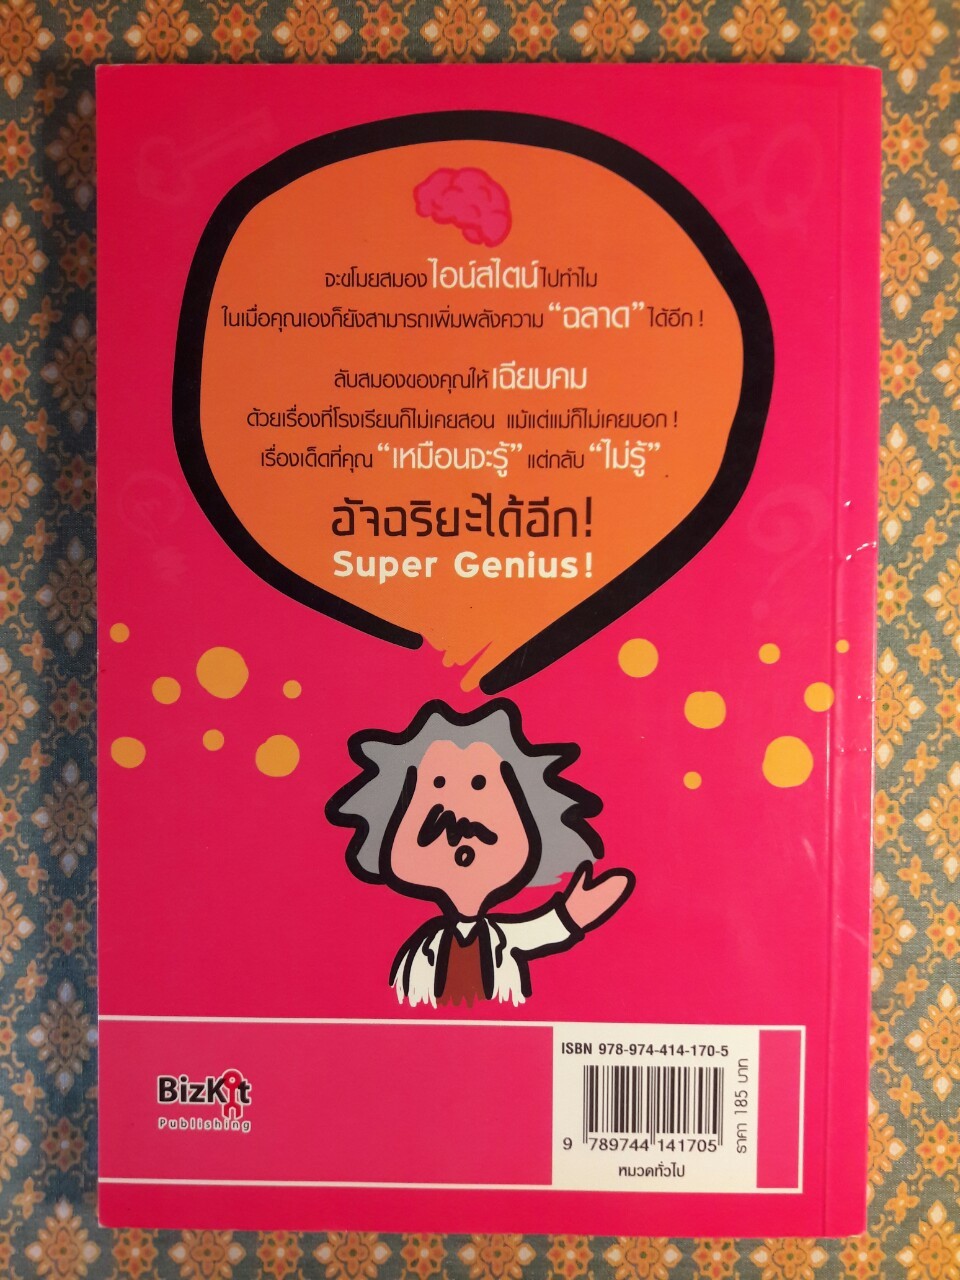 IQ
จะขโมยสมองไอน์สไตน์ไปทำไม
ในเมื่อคุณเองก็ยังสามารถเพิ่มพลังความ “ฉลาด” ได้อีก !
ลับสมองของคุณให้เฉียบคม
ด้วยเรื่องที่โรงเรียนก็ไม่เคยสอน แม้แต่แม่ก็ไม่เคยบอก !
เรื่องเด็ดที่คุณ “เหมือนจะรู้” แต่กลับ “ไม่รู้”
อัจฉริยะได้อีก!
Super Genius!
?
ISBN 978-974-414-170-5
9 789744 141705
หมวดทั่วไป
ราคา 185 บาท
BizKit
Publishing